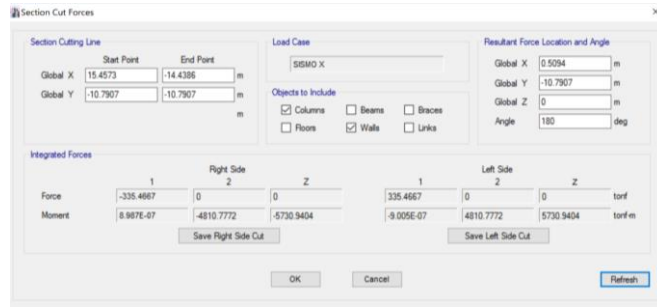 Section Cut Forces
Section Cutting Line
Start Point End Point
Global X 15.4573 -14.4386 m
Global Y -10.7907 -10.7907 m
m
Load Case
SISMO X
Objects to Include
Columns Beams Braces
Floors Walls Links
Resultant Force Location and Angle
Global X 0.5094 m
Global Y -10.7907 m
Global Z 0 m
Angle 180 deg
Integrated Forces
Right Side Left Side
1 2 Z 1 2 Z
Force -335.4667 0 0 335.4667 0 0 tonf
Moment 8.987E-07 -4810.7772 -5730.9404 -9.005E-07 4810.7772 5730.9404 tonf-m
Save Right Side Cut Save Left Side Cut
OK Cancel Refresh